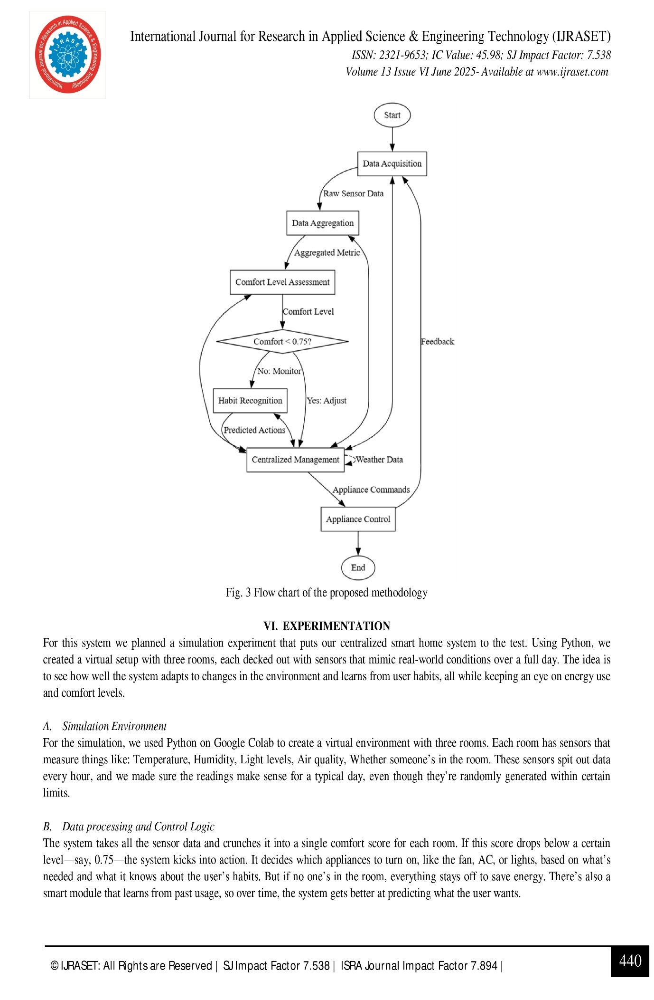 International Journal for Research in Applied Science & Engineering Technology
IJRASET
International Journal for Research in Applied Science & Engineering Technology (IJRASET)
ISSN: 2321-9653; IC Value: 45.98; SJ Impact Factor: 7.538
Volume 13 Issue VI June 2025- Available at www.ijraset.com
Start
Data Acquisition
Raw Sensor Data
Data Aggregation
Aggregated Metric
Comfort Level Assessment
Comfort Level
Comfort < 0.75?
Feedback
No: Monitor
Habit Recognition
Yes: Adjust
Predicted Actions
Centralized Management
Weather Data
Appliance Commands
Appliance Control
End
Fig. 3 Flow chart of the proposed methodology
VI. EXPERIMENTATION
For this system we planned a simulation experiment that puts our centralized smart home system to the test. Using Python, we
created a virtual setup with three rooms, each decked out with sensors that mimic real-world conditions over a full day. The idea is
to see how well the system adapts to changes in the environment and learns from user habits, all while keeping an eye on energy use
and comfort levels.
A. Simulation Environment
For the simulation, we used Python on Google Colab to create a virtual environment with three rooms. Each room has sensors that
measure things like: Temperature, Humidity, Light levels, Air quality, Whether someone’s in the room. These sensors spit out data
every hour, and we made sure the readings make sense for a typical day, even though they’re randomly generated within certain
limits.
B. Data processing and Control Logic
The system takes all the sensor data and crunches it into a single comfort score for each room. If this score drops below a certain
level—say, 0.75—the system kicks into action. It decides which appliances to turn on, like the fan, AC, or lights, based on what’s
needed and what it knows about the user’s habits. But if no one’s in the room, everything stays off to save energy. There’s also a
smart module that learns from past usage, so over time, the system gets better at predicting what the user wants.
© IJRASET: All Rights are Reserved | SJ Impact Factor 7.538 | ISRA Journal Impact Factor 7.894 |
440